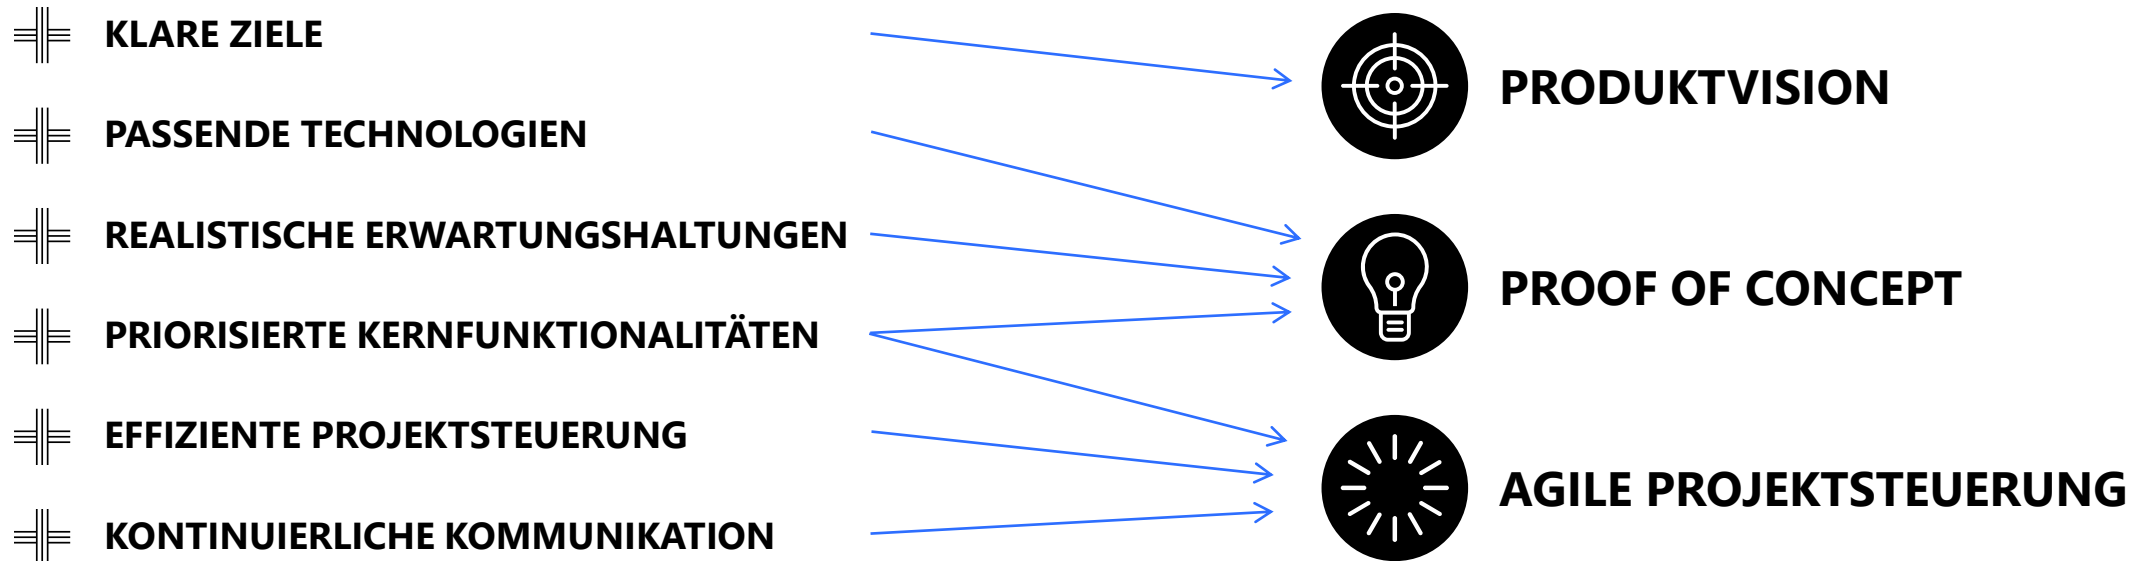 KLARE ZIELE
PASSENDE TECHNOLOGIEN
REALISTISCHE ERWARTUNGSHALTUNGEN
PRIORISIERTE KERNFUNKTIONALITÄTEN
EFFIZIENTE PROJEKTSTEUERUNG
KONTINUIERLICHE KOMMUNIKATION
PRODUKTVISION
PROOF OF CONCEPT
AGILE PROJEKTSTEUERUNG